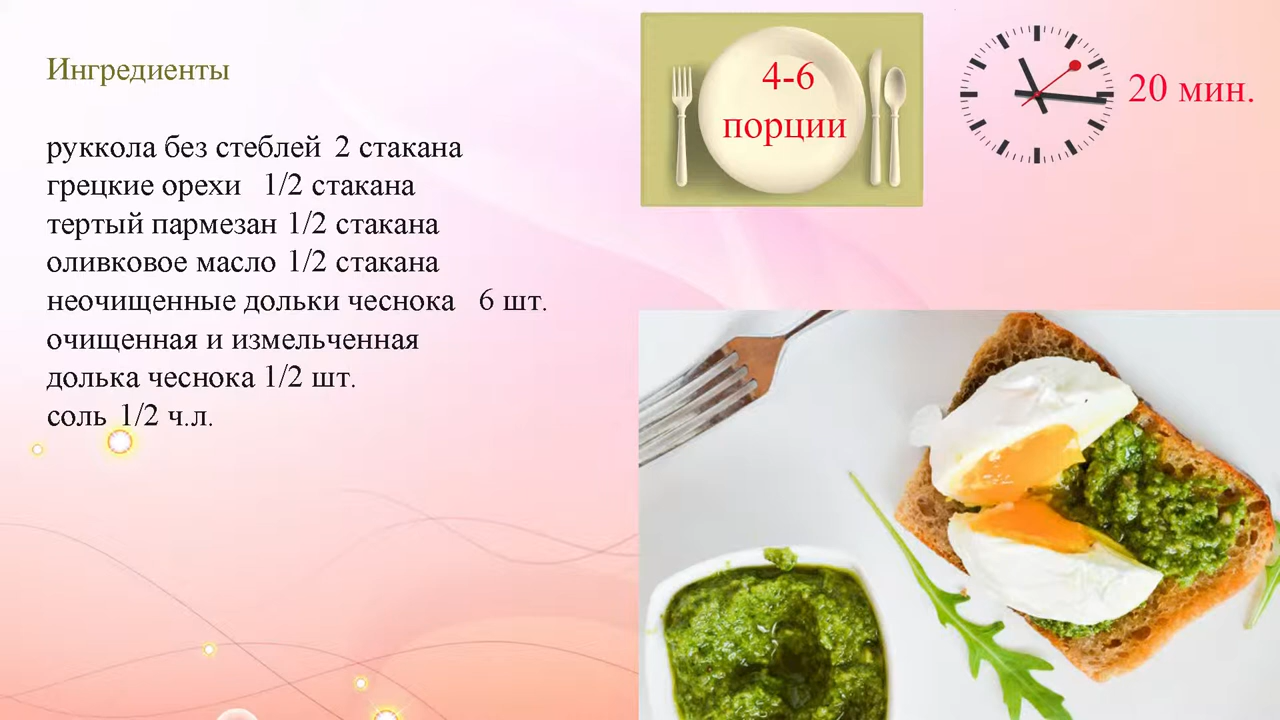 Ингредиенты
руккола без стеблей 2 стакана
грецкие орехи 1/2 стакана
тертый пармезан 1/2 стакана
оливковое масло 1/2 стакана
неочищенные дольки чеснока 6 шт.
очищенная и измельченная
долька чеснока 1/2 шт.
соль 1/2 ч.л.
4-6
порции
20 мин.